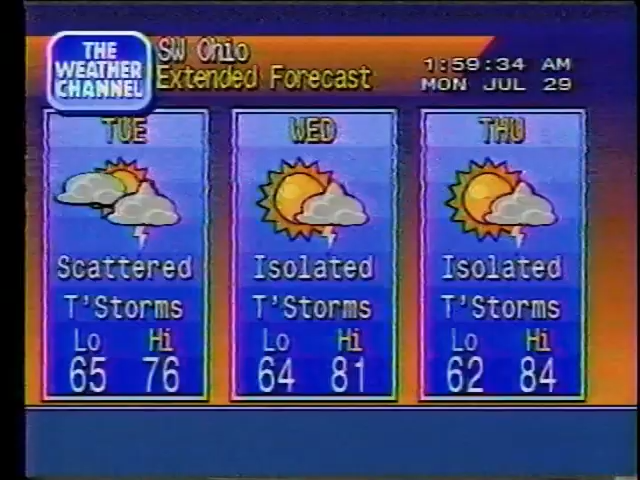 THE
WEATHER
CHANNEL
SW Ohio
Extended Forecast
1:59:34 AM
MON JUL 29
TUE
Scattered
T'Storms
Lo Hi
65 76
WED
Isolated
T'Storms
Lo Hi
64 81
THU
Isolated
T'Storms
Lo Hi
62 84